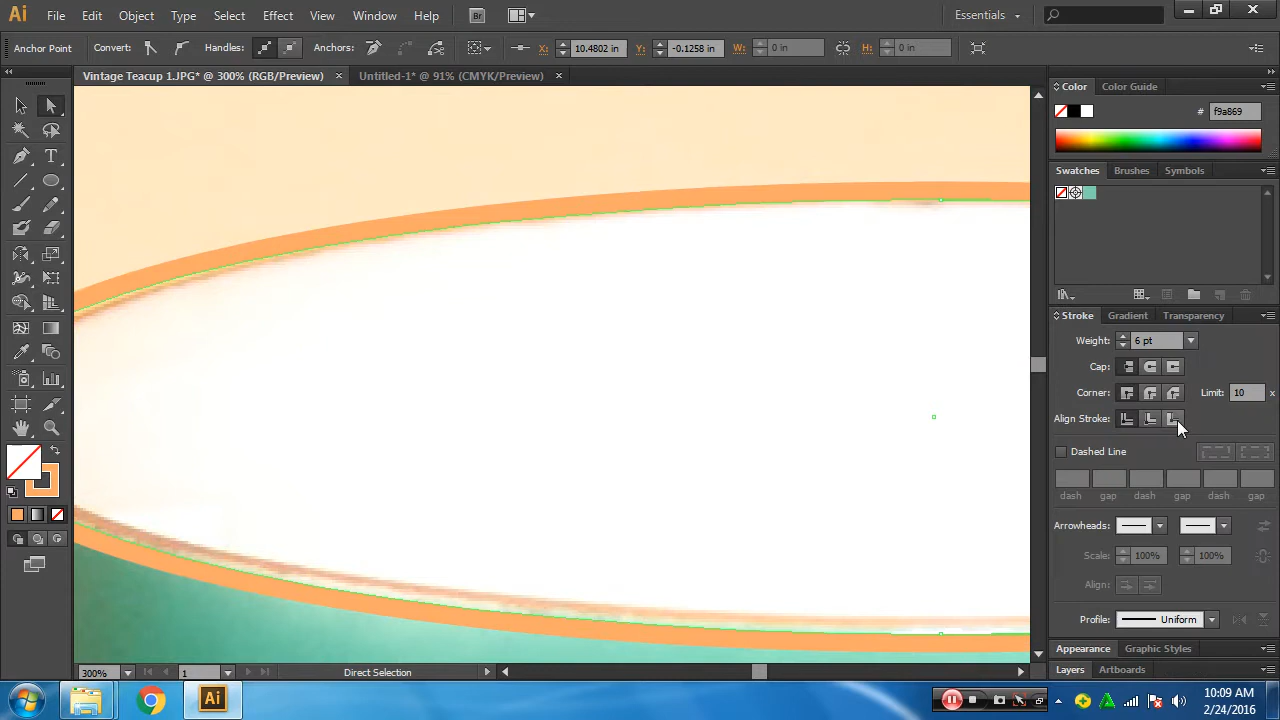 Ai File Edit Object Type Select Effect View Window Help Br Essentials
Anchor Point Convert: Handles: Anchors: X: 10.4802 in Y: -0.1258 in W: 0 in H: 0 in
Vintage Teacup 1.JPG* @ 300% (RGB/Preview) × Untitled-1* @ 91% (CMYK/Preview) ×
Color Color Guide
# f9a869
Swatches Brushes Symbols
Stroke Gradient Transparency
Weight: 6 pt
Cap:
Corner: Limit: 10 x
Align Stroke:
Dashed Line
dash gap dash gap dash gap
Arrowheads:
Scale: 100% 100%
Align:
Profile: Uniform
Appearance Graphic Styles
Layers Artboards
300% 1 Direct Selection
Ai
10:09 AM
2/24/2016